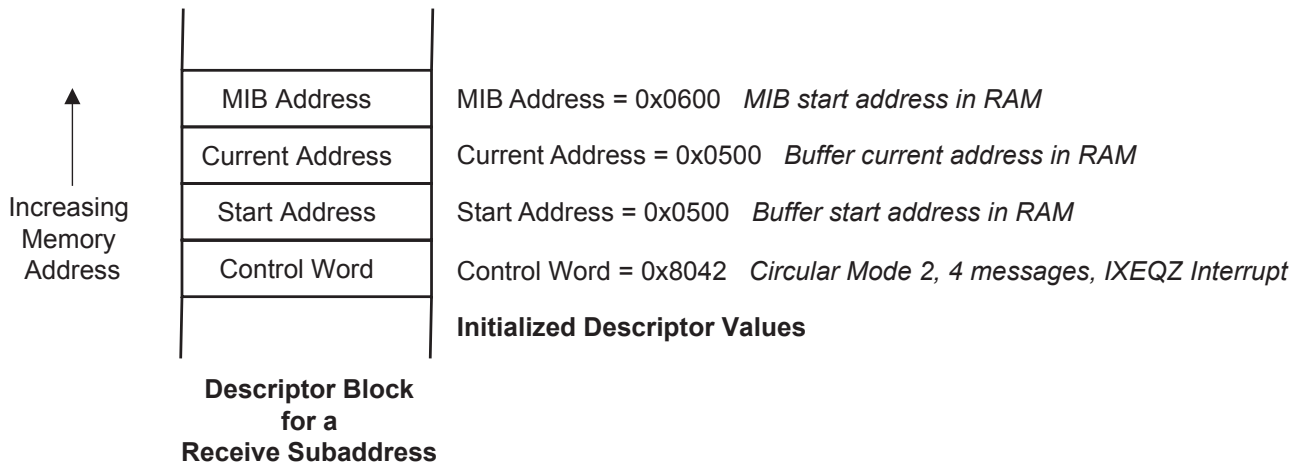 MIB Address
MIB Address = 0x0600 MIB start address in RAM
Current Address
Current Address = 0x0500 Buffer current address in RAM
Increasing
Memory
Address
Start Address
Start Address = 0x0500 Buffer start address in RAM
Control Word
Control Word = 0x8042 Circular Mode 2, 4 messages, IXEQZ Interrupt
Initialized Descriptor Values
Descriptor Block
for a
Receive Subaddress